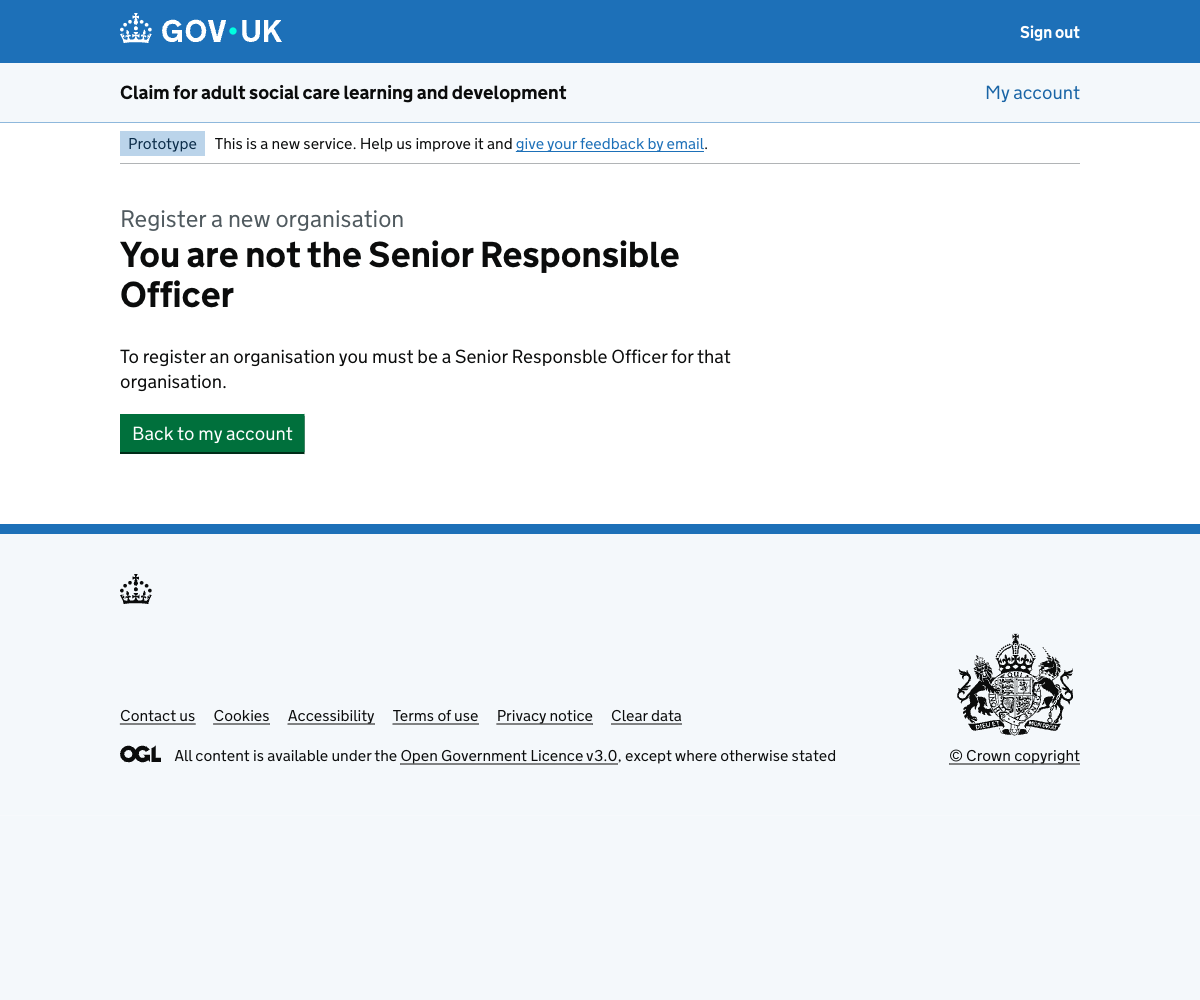 GOV·UK
Sign out
Claim for adult social care learning and development
My account
Prototype
This is a new service. Help us improve it and give your feedback by email.
Register a new organisation
You are not the Senior Responsible
Officer
To register an organisation you must be a Senior Responsble Officer for that
organisation.
Back to my account
Contact us
Cookies
Accessibility
Terms of use
Privacy notice
Clear data
OGL
All content is available under the Open Government Licence v3.0, except where otherwise stated
© Crown copyright